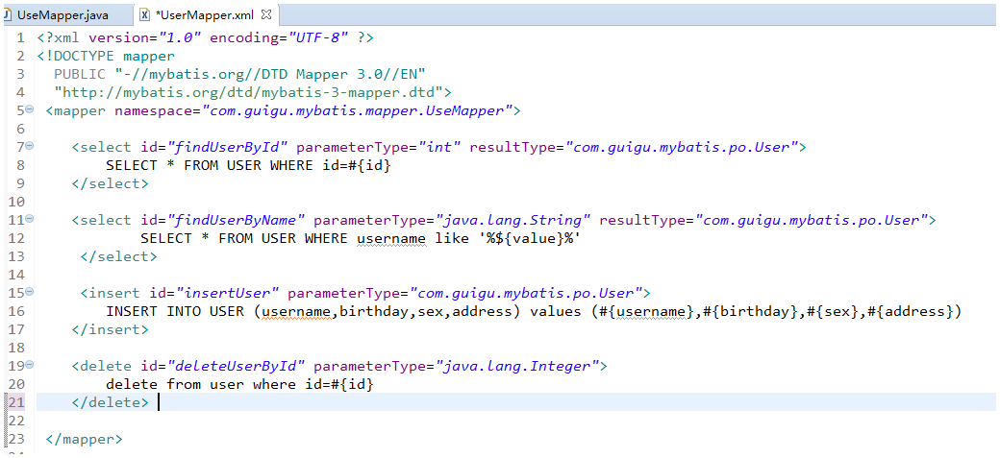 UseMapper.java *UserMapper.xml
1 <?xml version="1.0" encoding="UTF-8" ?>
2 <!DOCTYPE mapper
3 PUBLIC "-//mybatis.org//DTD Mapper 3.0//EN"
4 "http://mybatis.org/dtd/mybatis-3-mapper.dtd">
5 <mapper namespace="com.guigu.mybatis.mapper.UseMapper">
6
7 <select id="findUserById" parameterType="int" resultType="com.guigu.mybatis.po.User">
8 SELECT * FROM USER WHERE id=#{id}
9 </select>
10
11 <select id="findUserByName" parameterType="java.lang.String" resultType="com.guigu.mybatis.po.User">
12 SELECT * FROM USER WHERE username like '%${value}%'
13 </select>
14
15 <insert id="insertUser" parameterType="com.guigu.mybatis.po.User">
16 INSERT INTO USER (username,birthday,sex,address) values (#{username},#{birthday},#{sex},#{address})
17 </insert>
18
19 <delete id="deleteUserById" parameterType="java.lang.Integer">
20 delete from user where id=#{id}
21 </delete>
22
23 </mapper>